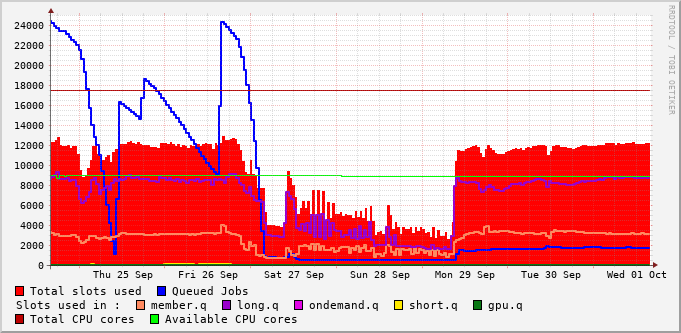 RRDTOOL / TOBI OETIKER
24000
22000
20000
18000
16000
14000
12000
10000
8000
6000
4000
2000
0
Thu 25 Sep Fri 26 Sep Sat 27 Sep Sun 28 Sep Mon 29 Sep Tue 30 Sep Wed 01 Oct
Total slots used Queued Jobs
Slots used in : member.q long.q ondemand.q short.q gpu.q
Total CPU cores Available CPU cores